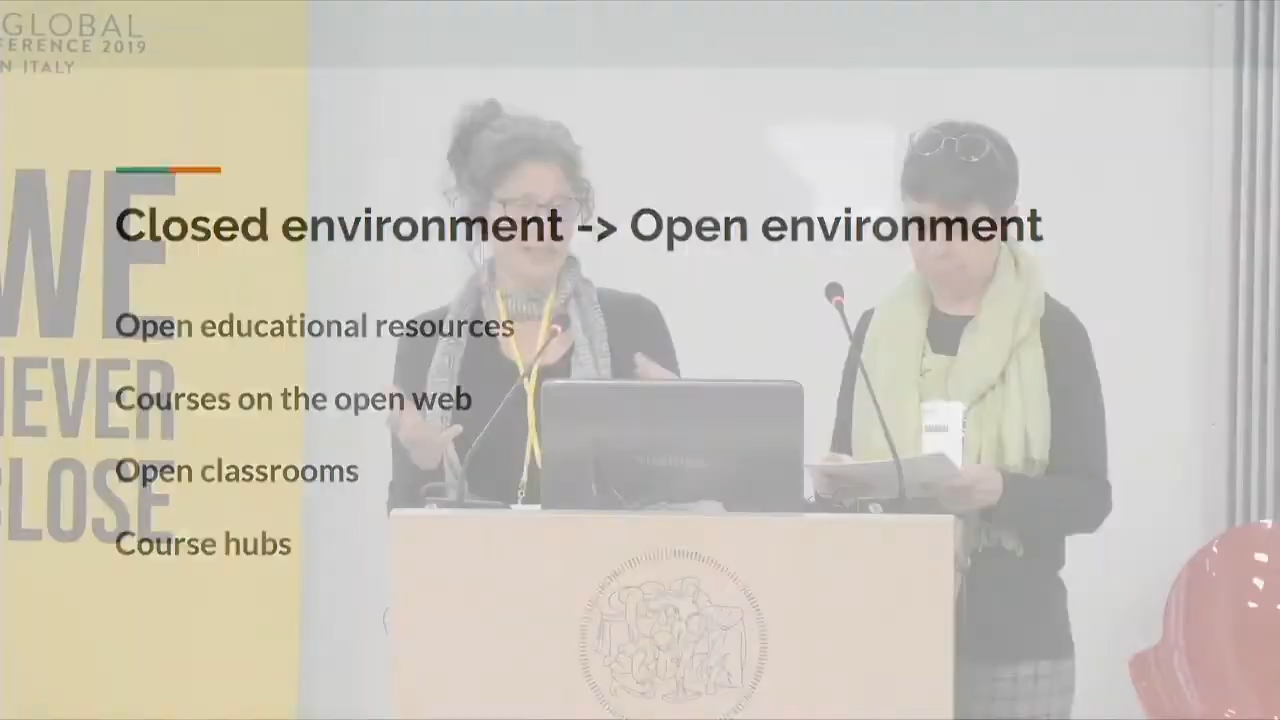 GLOBAL
FERENCE 2019
N ITALY
WE
NEVER
CLOSE
Closed environment -> Open environment
Open educational resources
Courses on the open web
Open classrooms
Course hubs